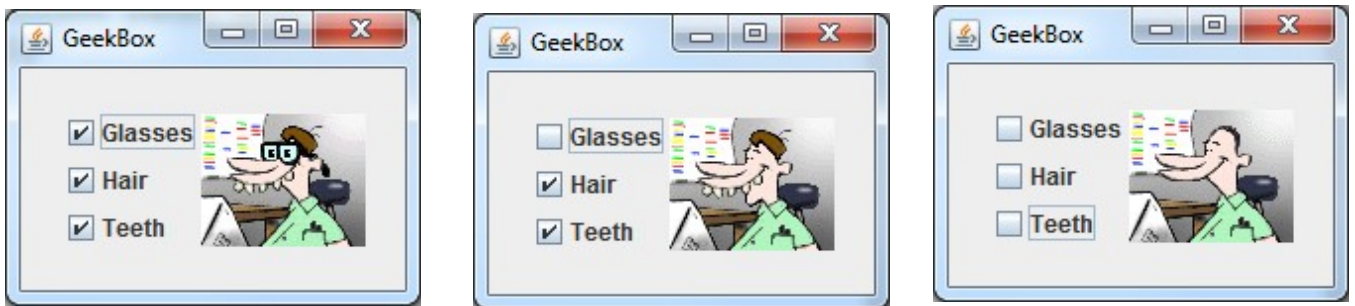 GeekBox
Glasses
Hair
Teeth
GeekBox
Glasses
Hair
Teeth
GeekBox
Glasses
Hair
Teeth